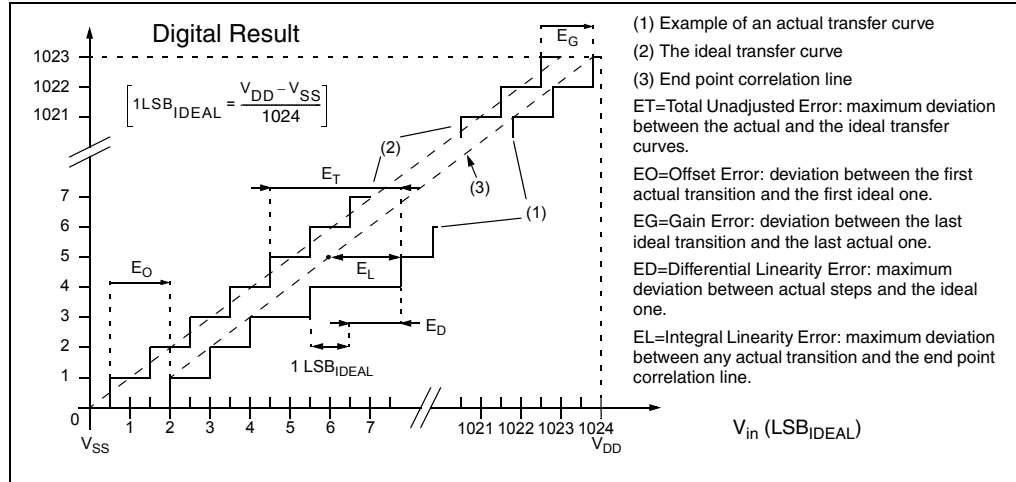 Digital Result
1023
1022
1021
1LSB_IDEAL = (V_DD – V_SS) / 1024
E_G
(2)
(3)
(1)
E_T
7
6
5
4
3
2
1
0
E_O
E_L
E_D
1 LSB_IDEAL
1 2 3 4 5 6 7 1021 1022 1023 1024
V_SS
V_DD
V_in (LSB_IDEAL)
(1) Example of an actual transfer curve
(2) The ideal transfer curve
(3) End point correlation line
ET=Total Unadjusted Error: maximum deviation
between the actual and the ideal transfer
curves.
EO=Offset Error: deviation between the first
actual transition and the first ideal one.
EG=Gain Error: deviation between the last
ideal transition and the last actual one.
ED=Differential Linearity Error: maximum
deviation between actual steps and the ideal
one.
EL=Integral Linearity Error: maximum deviation
between any actual transition and the end point
correlation line.